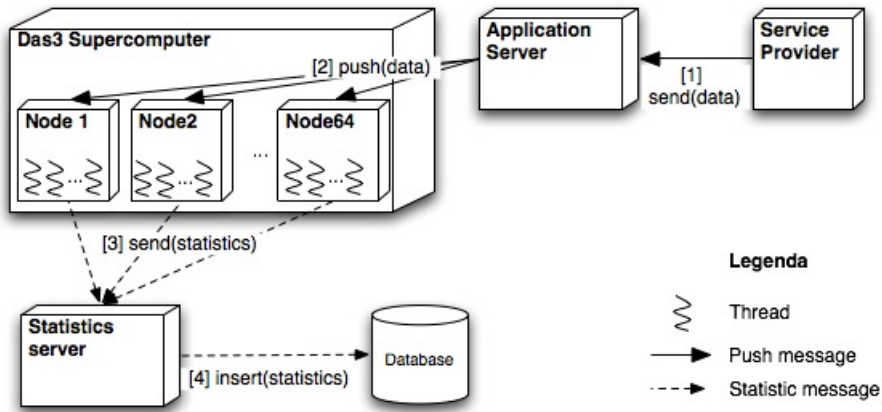 Das3 Supercomputer
Application
Server
Service
Provider
[2] push(data)
[1]
send(data)
Node 1
Node2
Node64
...
...
...
...
[3] send(statistics)
Legenda
Statistics
server
Thread
Database
Push message
[4] insert(statistics)
Statistic message